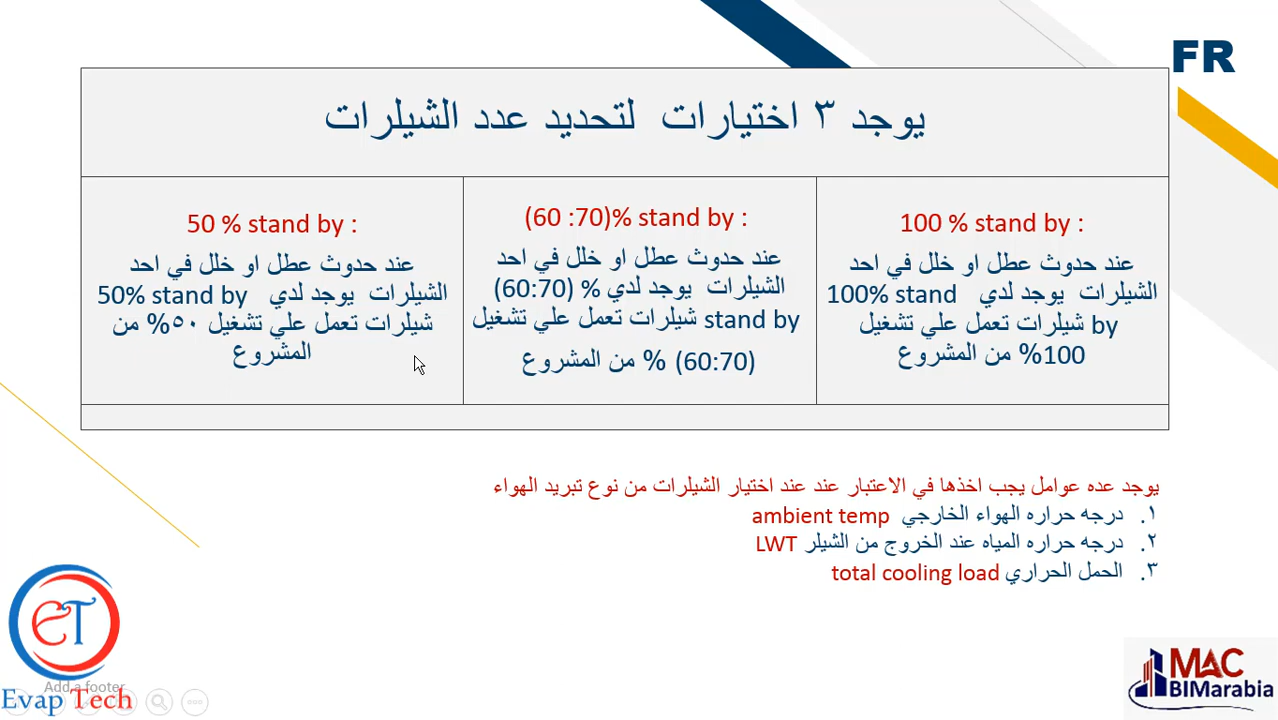 FR
يوجد ٣ اختيارات لتحديد عدد الشيلرات
100 % stand by :
عند حدوث عطل او خلل في احد
الشيلرات يوجد لدي 100% stand
by شيلرات تعمل علي تشغيل
100% من المشروع
(60 :70)% stand by :
عند حدوث عطل او خلل في احد
الشيلرات يوجد لدي % (60:70)
stand by شيلرات تعمل علي تشغيل
(60:70) % من المشروع
50 % stand by :
عند حدوث عطل او خلل في احد
الشيلرات يوجد لدي 50% stand by
شيلرات تعمل علي تشغيل ٥٠% من
المشروع
يوجد عده عوامل يجب اخذها في الاعتبار عند عند اختيار الشيلرات من نوع تبريد الهواء
١. درجه حراره الهواء الخارجي ambient temp
٢. درجه حراره المياه عند الخروج من الشيلر LWT
٣. الحمل الحراري total cooling load
ET
Evap Tech
Add a footer
MAC
BIMarabia